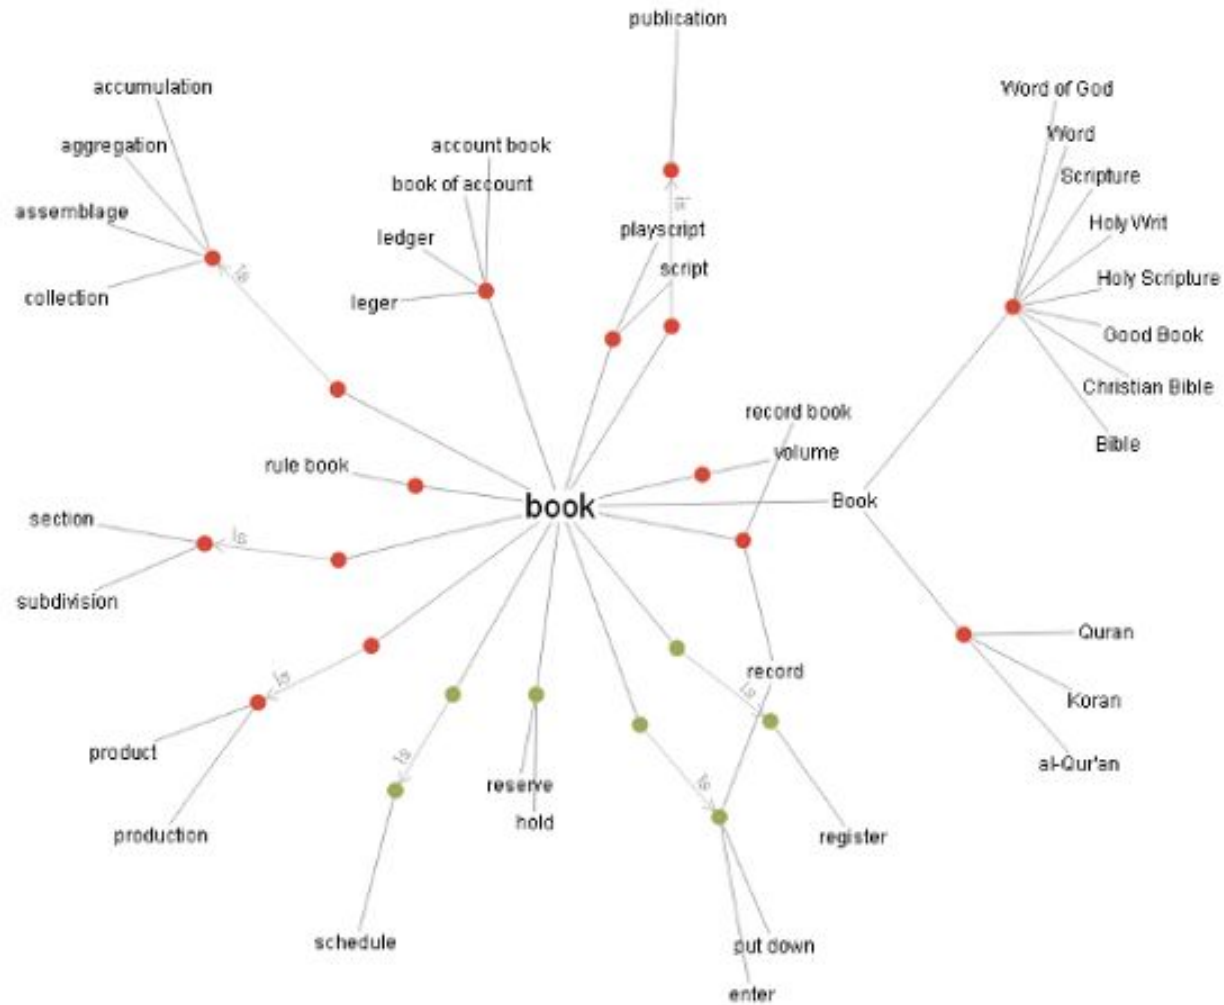 publication
accumulation
Word of God
Word
aggregation
account book
Scripture
book of account
assemblage
Holy Writ
playscript
ledger
is
is
script
Holy Scripture
collection
leger
Good Book
Christian Bible
record book
Bible
volume
rule book
book
Book
section
is
subdivision
Quran
record
is
is
Koran
product
is
is
al-Qur'an
reserve
hold
production
register
schedule
put down
enter